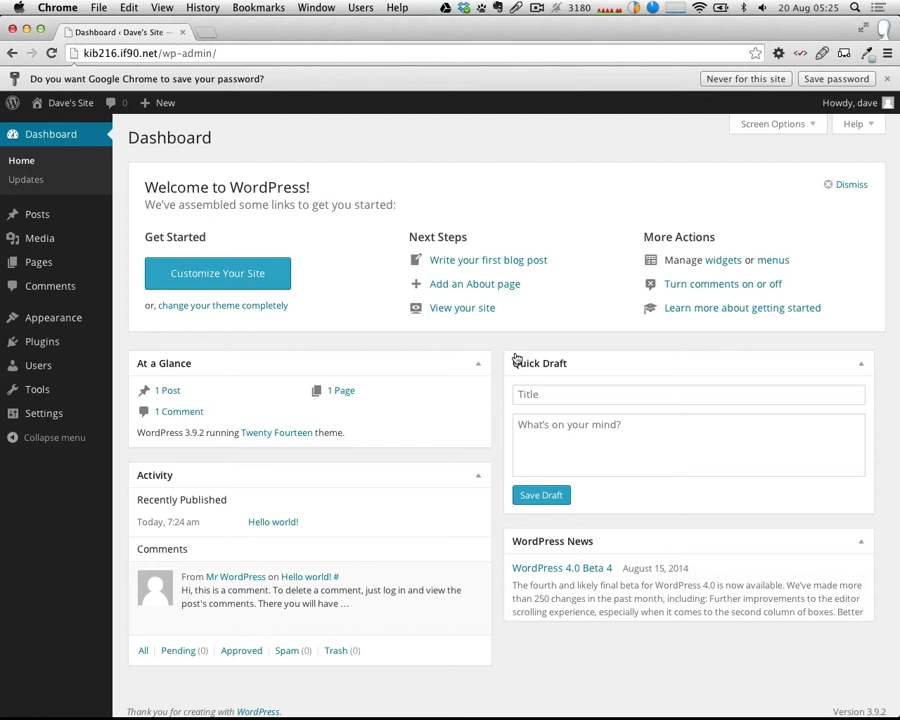 Chrome File Edit View History Bookmarks Window Users Help 3180 20 Aug 05:25
Dashboard ‹ Dave's Site —
kib216.if90.net/wp-admin/
Do you want Google Chrome to save your password? Never for this site Save password
Dave's Site 0 New Howdy, dave
Dashboard
Home
Updates
Posts
Media
Pages
Comments
Appearance
Plugins
Users
Tools
Settings
Collapse menu
Screen Options Help
Dashboard
Welcome to WordPress!
Dismiss
We've assembled some links to get you started:
Get Started
Customize Your Site
or, change your theme completely
Next Steps
Write your first blog post
Add an About page
View your site
More Actions
Manage widgets or menus
Turn comments on or off
Learn more about getting started
At a Glance
1 Post 1 Page
1 Comment
WordPress 3.9.2 running Twenty Fourteen theme.
Activity
Recently Published
Today, 7:24 am Hello world!
Comments
From Mr WordPress on Hello world! #
Hi, this is a comment. To delete a comment, just log in and view the
post's comments. There you will have …
All Pending (0) Approved Spam (0) Trash (0)
Quick Draft
Title
What's on your mind?
Save Draft
WordPress News
WordPress 4.0 Beta 4 August 15, 2014
The fourth and likely final beta for WordPress 4.0 is now available. We've made more
than 250 changes in the past month, including: Further improvements to the editor
scrolling experience, especially when it comes to the second column of boxes. Better
Thank you for creating with WordPress. Version 3.9.2